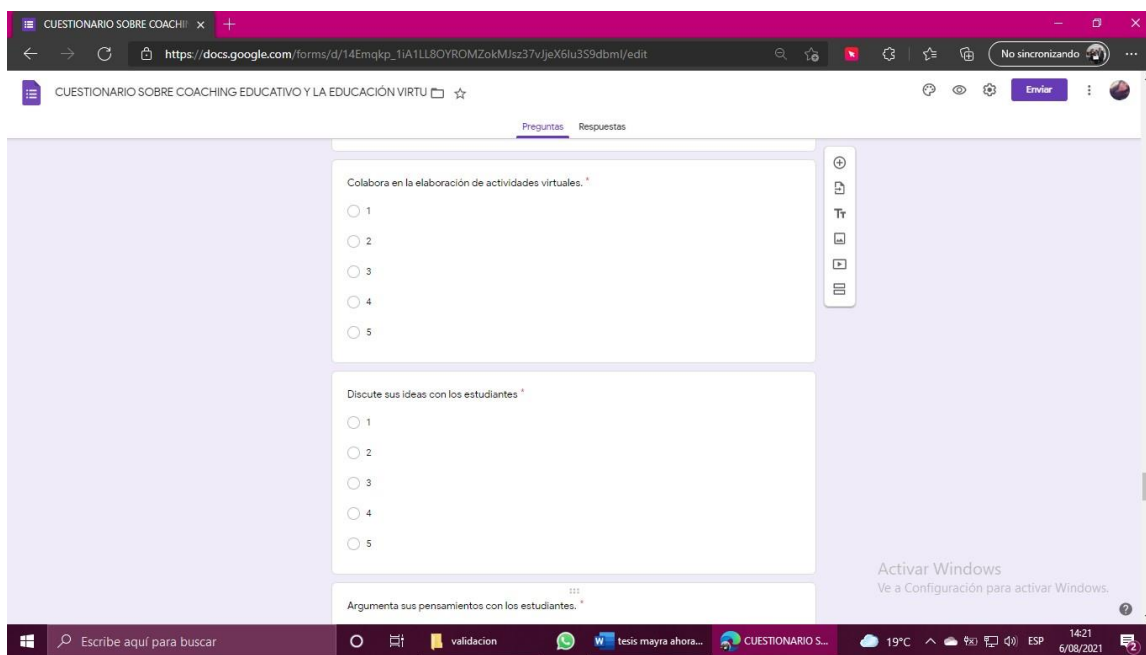 CUESTIONARIO SOBRE COACHI
https://docs.google.com/forms/d/14Emqkp_1iA1LL8OYROMZokMJsz37vJjeX6lu3S9dbmI/edit
No sincronizando
CUESTIONARIO SOBRE COACHING EDUCATIVO Y LA EDUCACIÓN VIRTU
Enviar
Preguntas Respuestas
Colabora en la elaboración de actividades virtuales. *
1
2
3
4
5
Discute sus ideas con los estudiantes *
1
2
3
4
5
Argumenta sus pensamientos con los estudiantes. *
Activar Windows
Ve a Configuración para activar Windows.
Escribe aquí para buscar
validacion
tesis mayra ahora...
CUESTIONARIO S...
19°C
ESP
14:21
6/08/2021
2